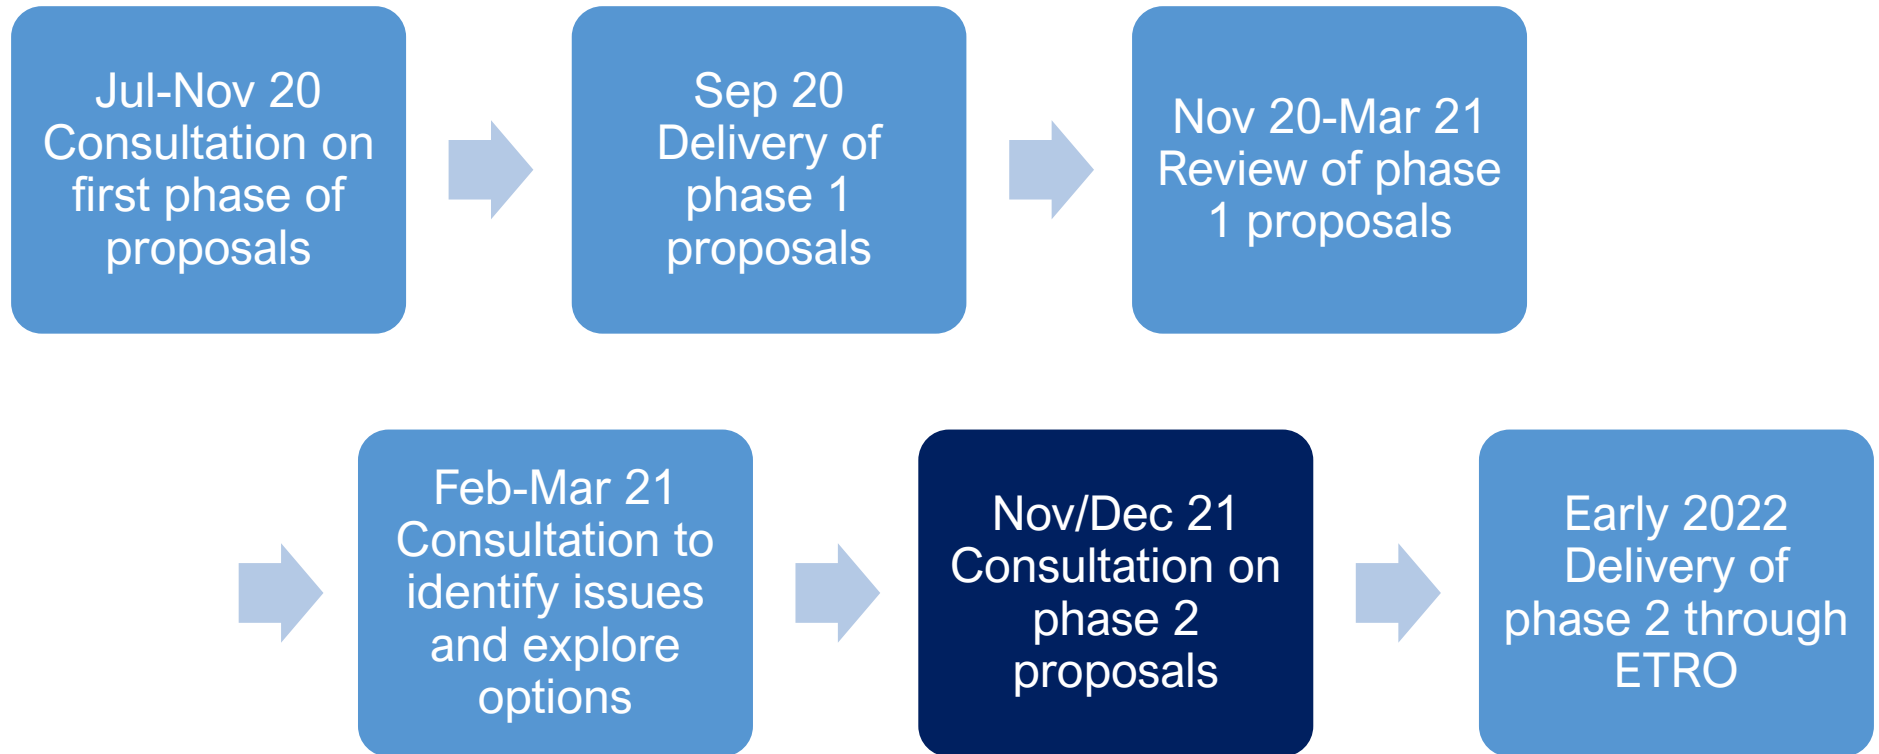 Jul-Nov 20
Consultation on
first phase of
proposals
Sep 20
Delivery of
phase 1
proposals
Nov 20-Mar 21
Review of phase
1 proposals
Feb-Mar 21
Consultation to
identify issues
and explore
options
Nov/Dec 21
Consultation on
phase 2
proposals
Early 2022
Delivery of
phase 2 through
ETRO